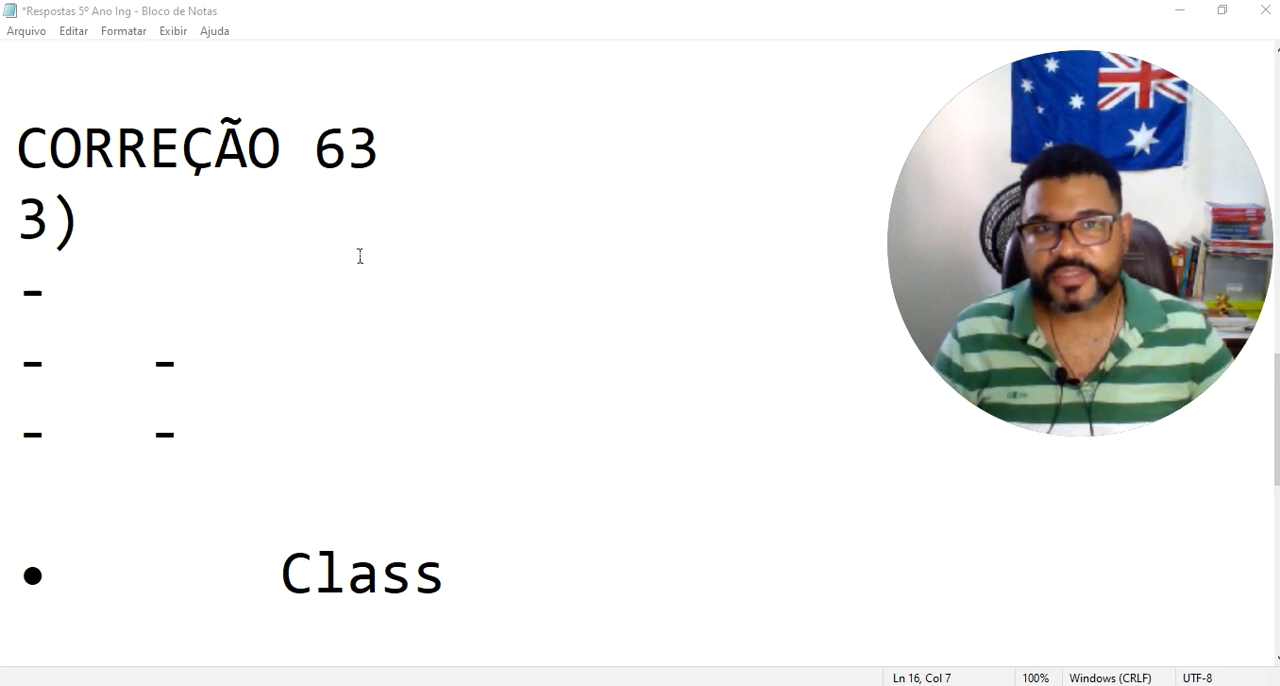 *Respostas 5º Ano Ing - Bloco de Notas
Arquivo Editar Formatar Exibir Ajuda
CORREÇÃO 63
3)
-
- -
- -
• Class
Ln 16, Col 7 100% Windows (CRLF) UTF-8